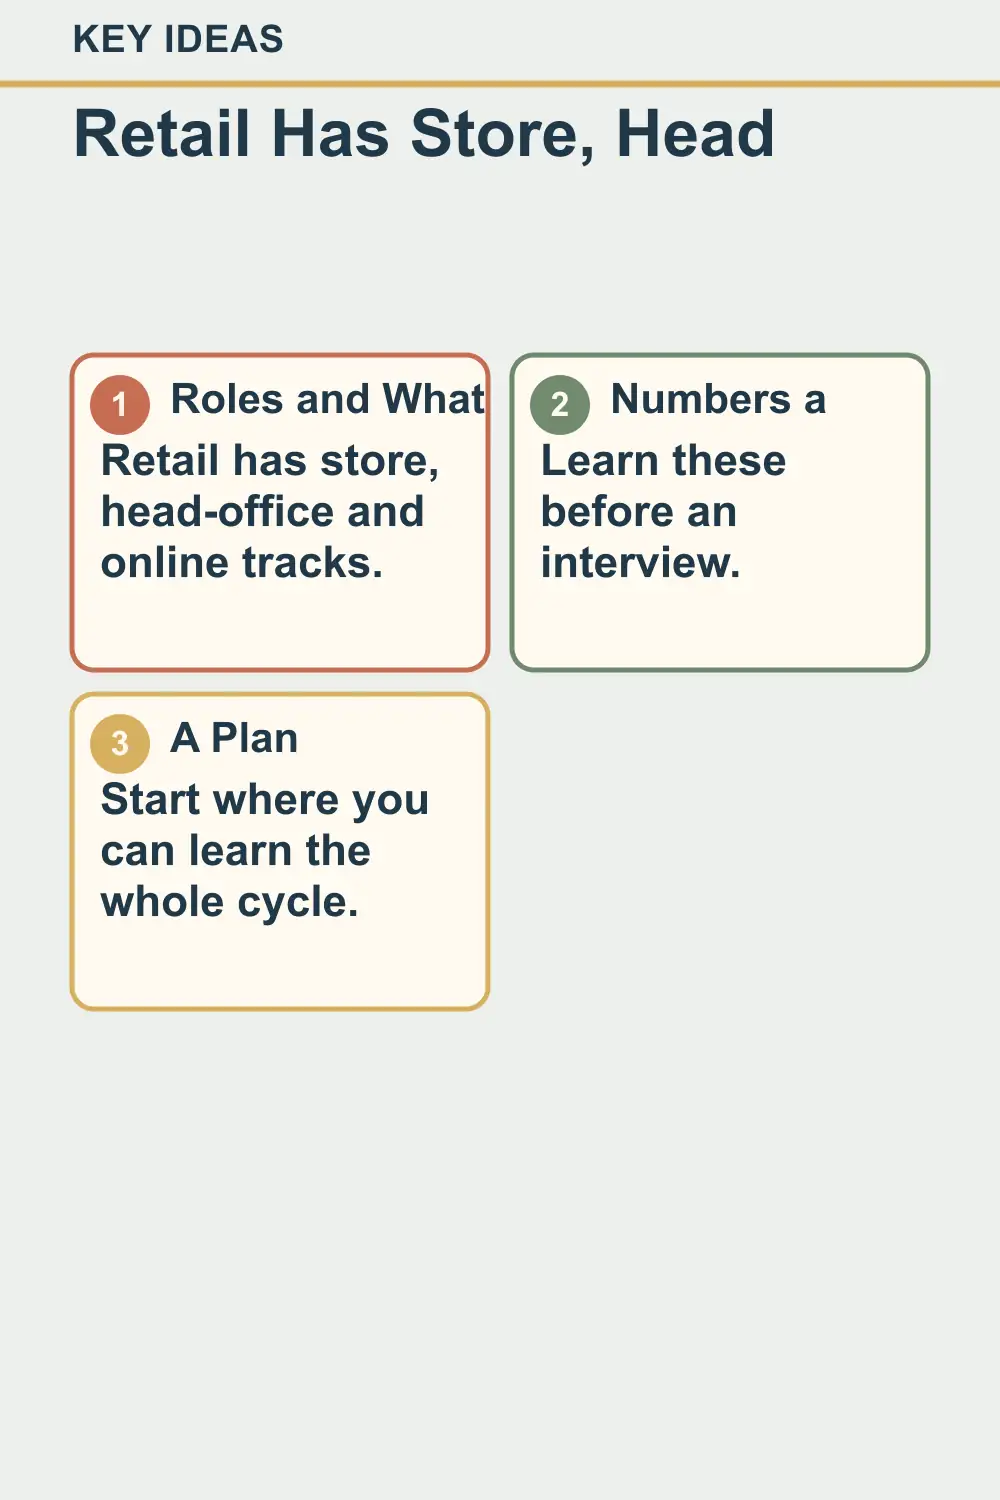 KEY IDEAS
Retail Has Store, Head
1
Roles and What
Retail has store,
head-office and
online tracks.
2
Numbers a
Learn these
before an
interview.
3
A Plan
Start where you
can learn the
whole cycle.